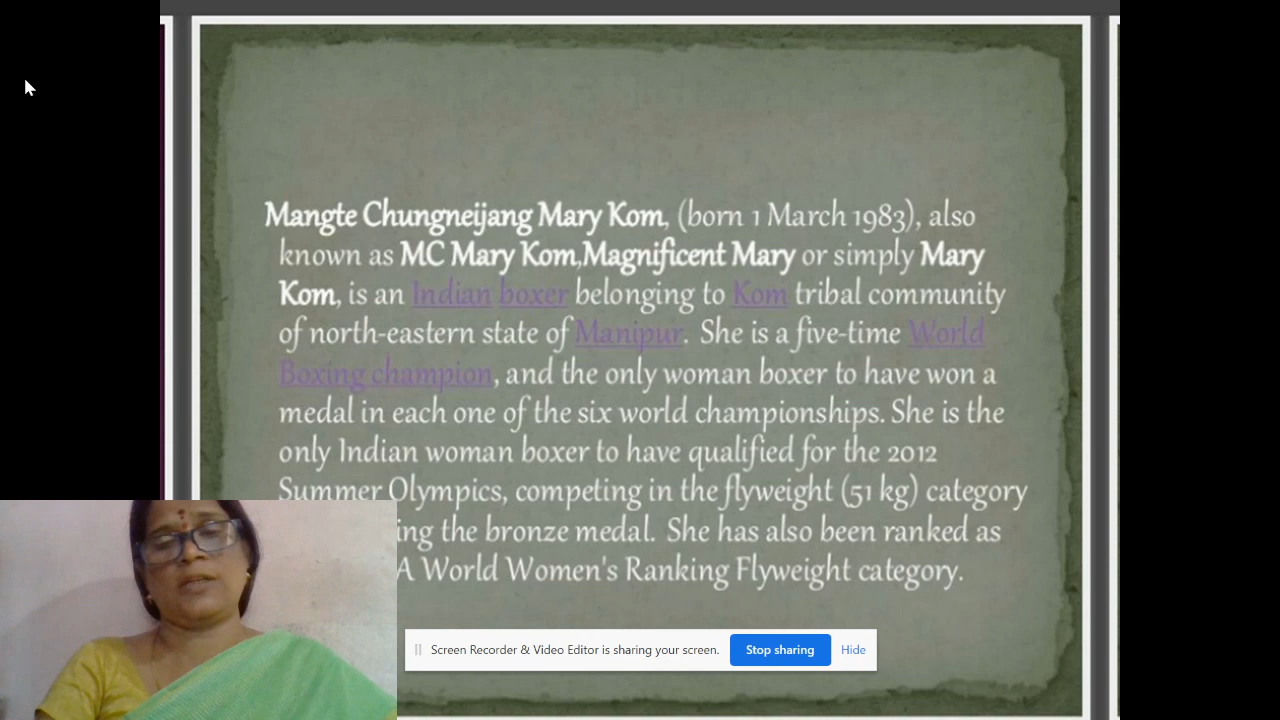 Mangte Chungneijang Mary Kom, (born 1 March 1983), also
known as MC Mary Kom,Magnificent Mary or simply Mary
Kom, is an Indian boxer belonging to Kom tribal community
of north-eastern state of Manipur. She is a five-time World
Boxing champion, and the only woman boxer to have won a
medal in each one of the six world championships. She is the
only Indian woman boxer to have qualified for the 2012
Summer Olympics, competing in the flyweight (51 kg) category
ing the bronze medal. She has also been ranked as
A World Women's Ranking Flyweight category.
Screen Recorder & Video Editor is sharing your screen. Stop sharing Hide